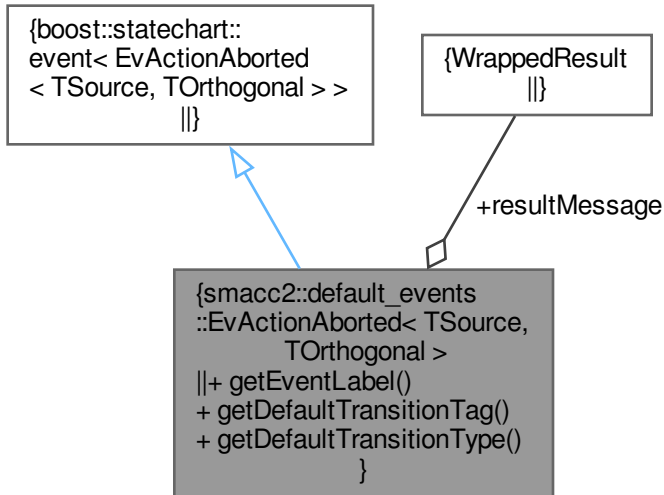 {boost::statechart::
event< EvActionAborted
< TSource, TOrthogonal > >
||}
{WrappedResult
||}
+resultMessage
{smacc2::default_events
::EvActionAborted< TSource,
TOrthogonal >
||+ getEventLabel()
+ getDefaultTransitionTag()
+ getDefaultTransitionType()
}